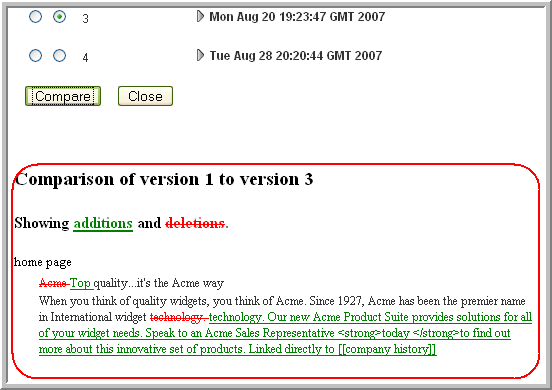 3 Mon Aug 20 19:23:47 GMT 2007
4 Tue Aug 28 20:20:44 GMT 2007
Compare Close
Comparison of version 1 to version 3
Showing additions and deletions.
home page
Acme Top quality...it's the Acme way
When you think of quality widgets, you think of Acme. Since 1927, Acme has been the premier name
in International widget technology. technology. Our new Acme Product Suite provides solutions for all
of your widget needs. Speak to an Acme Sales Representative <strong>today </strong>to find out
more about this innovative set of products. Linked directly to [[company history]]